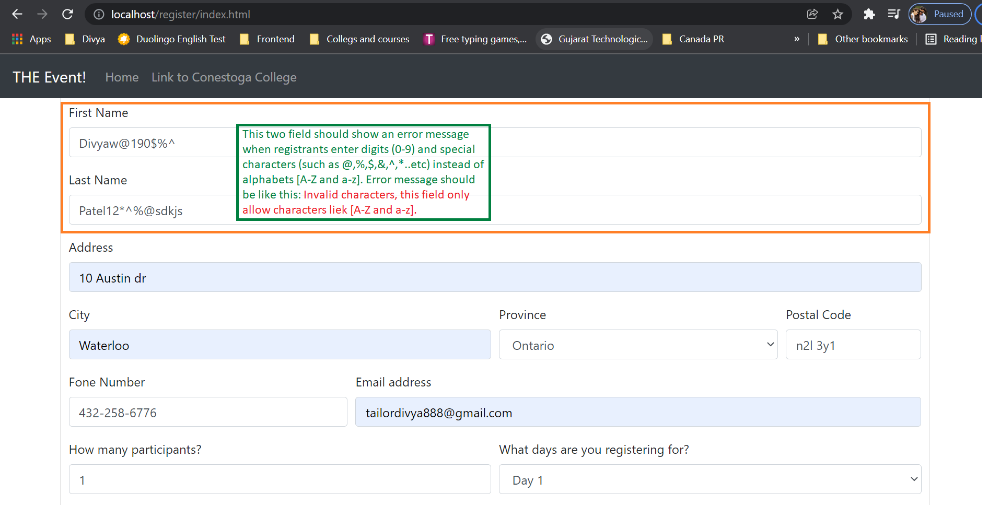 localhost/register/index.html
Paused
Apps
Divya
Duolingo English Test
Frontend
Collegs and courses
T
Free typing games,...
Gujarat Technologic...
Canada PR
»
Other bookmarks
Reading l
THE Event!
Home
Link to Conestoga College
First Name
Divyaw@190$%^
This two field should show an error message
when registrants enter digits (0-9) and special
characters (such as @,%,$,&,^,*..etc) instead of
alphabets [A-Z and a-z]. Error message should
be like this: Invalid characters, this field only
allow characters liek [A-Z and a-z].
Last Name
Patel12*^%@sdkjs
Address
10 Austin dr
City
Province
Postal Code
Waterloo
Ontario
n2l 3y1
Fone Number
Email address
432-258-6776
tailordivya888@gmail.com
How many participants?
What days are you registering for?
1
Day 1